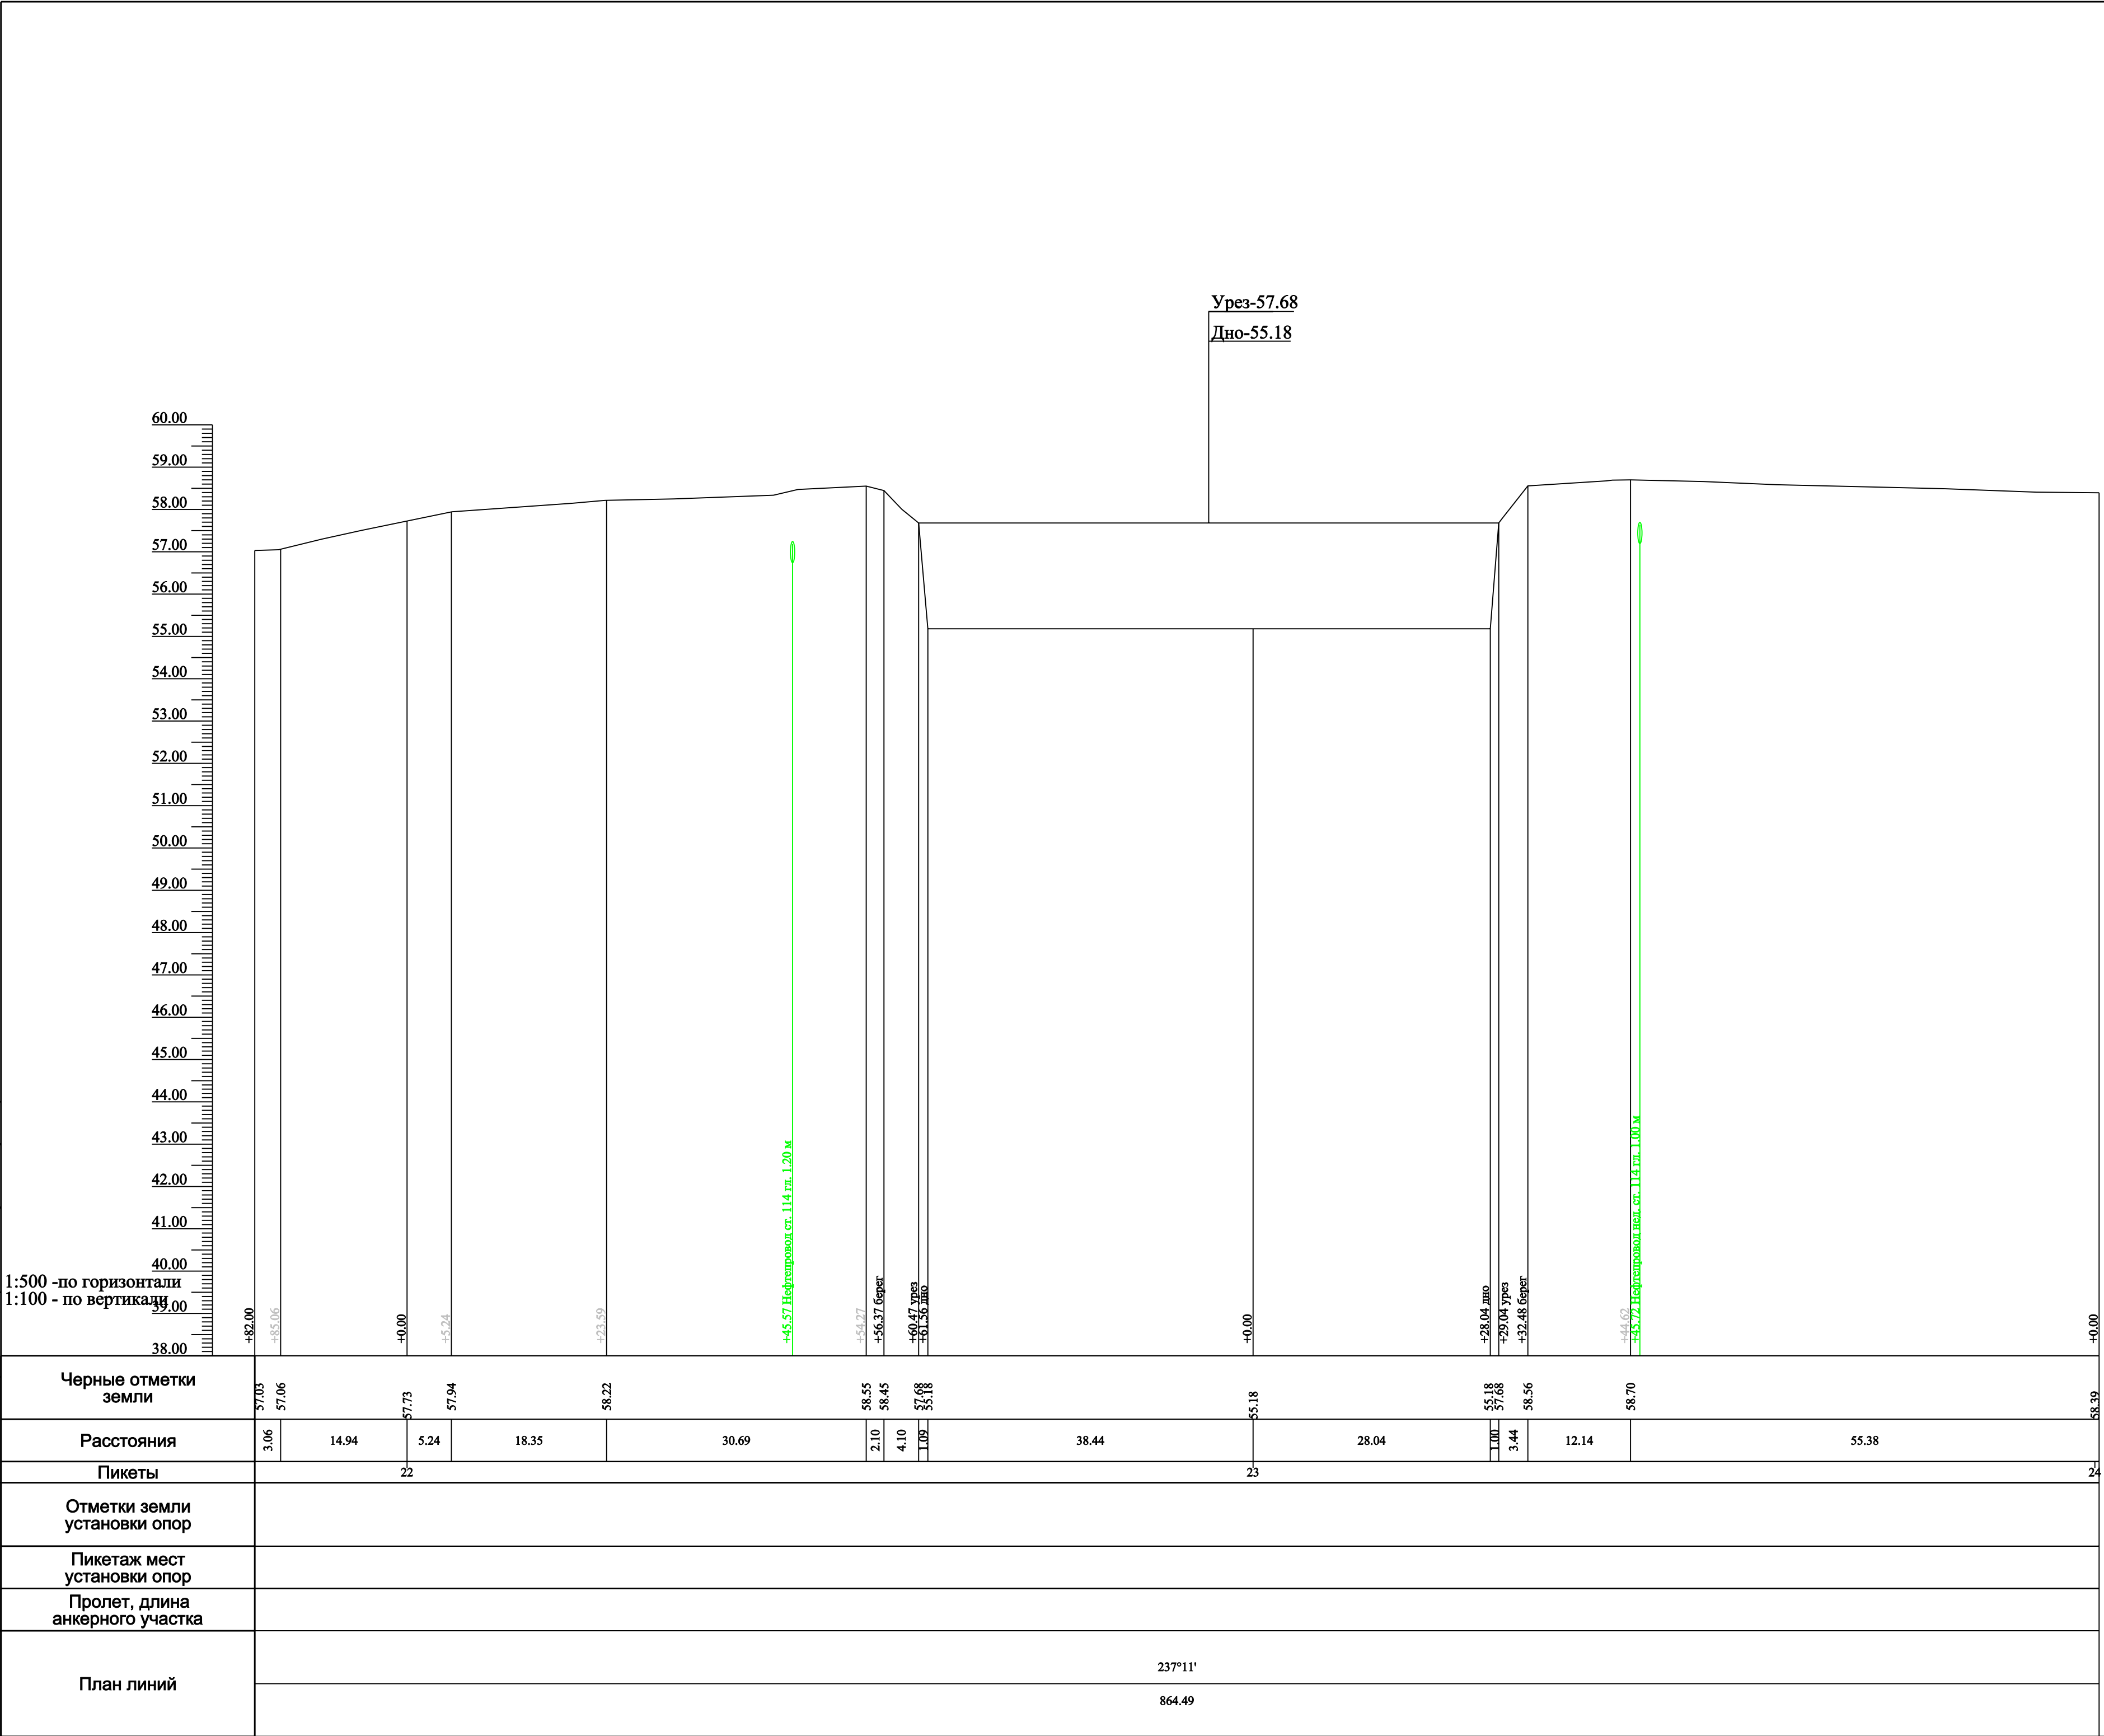 Урез-57.68
Дно-55.18
60.00
59.00
58.00
57.00
56.00
55.00
54.00
53.00
52.00
51.00
50.00
49.00
48.00
47.00
46.00
45.00
44.00
43.00
42.00
41.00
40.00
39.00
38.00
1:500 -по горизонтали
1:100 - по вертикали
+82.00
+85.06
+0.00
+5.24
+23.59
+45.57 Нефтепровод ст. 114 гл. 1.20 м
+54.27
+56.37 берег
+60.47 урез
+61.56 дно
+0.00
+28.04 дно
+29.04 урез
+32.48 берег
+44.62
+45.72 Нефтепровод нед. ст. 114 гл. 1.00 м
+0.00
Черные отметки
земли
57.03
57.06
57.73
57.94
58.22
58.55
58.45
57.68
55.18
55.18
55.18
57.68
58.56
58.70
58.39
Расстояния
3.06
14.94
5.24
18.35
30.69
2.10
4.10
1.09
38.44
28.04
1.00
3.44
12.14
55.38
Пикеты
22
23
24
Отметки земли
установки опор
Пикетаж мест
установки опор
Пролет, длина
анкерного участка
План линий
237°11'
864.49